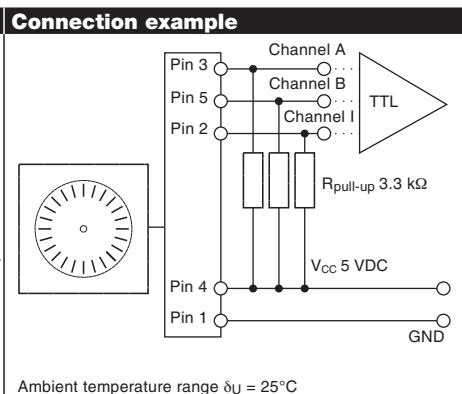 Connection example
Channel A
Pin 3
Channel B
Pin 5
TTL
Channel I
Pin 2
Rpull-up 3.3 kΩ
VCC 5 VDC
Pin 4
Pin 1
GND
Ambient temperature range δU = 25°C